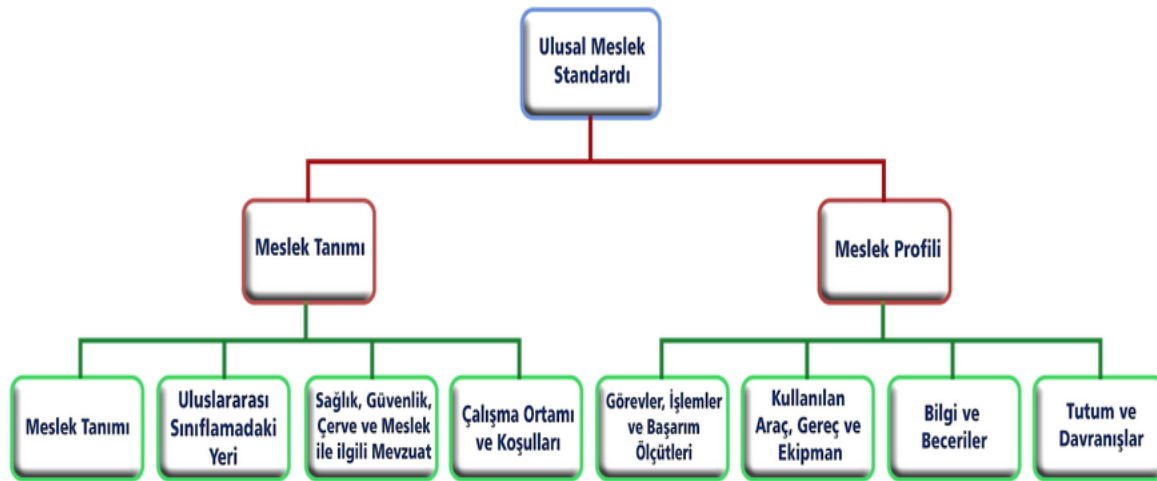 Ulusal Meslek
Standardı
Meslek Tanımı
Meslek Profili
Meslek Tanımı
Uluslararası
Sınıflamadaki
Yeri
Sağlık, Güvenlik,
Çerve ve Meslek
ile ilgili Mevzuat
Çalışma Ortamı
ve Koşulları
Görevler, İşlemler
ve Başarım
Ölçütleri
Kullanılan
Araç, Gereç ve
Ekipman
Bilgi ve
Beceriler
Tutum ve
Davranışlar